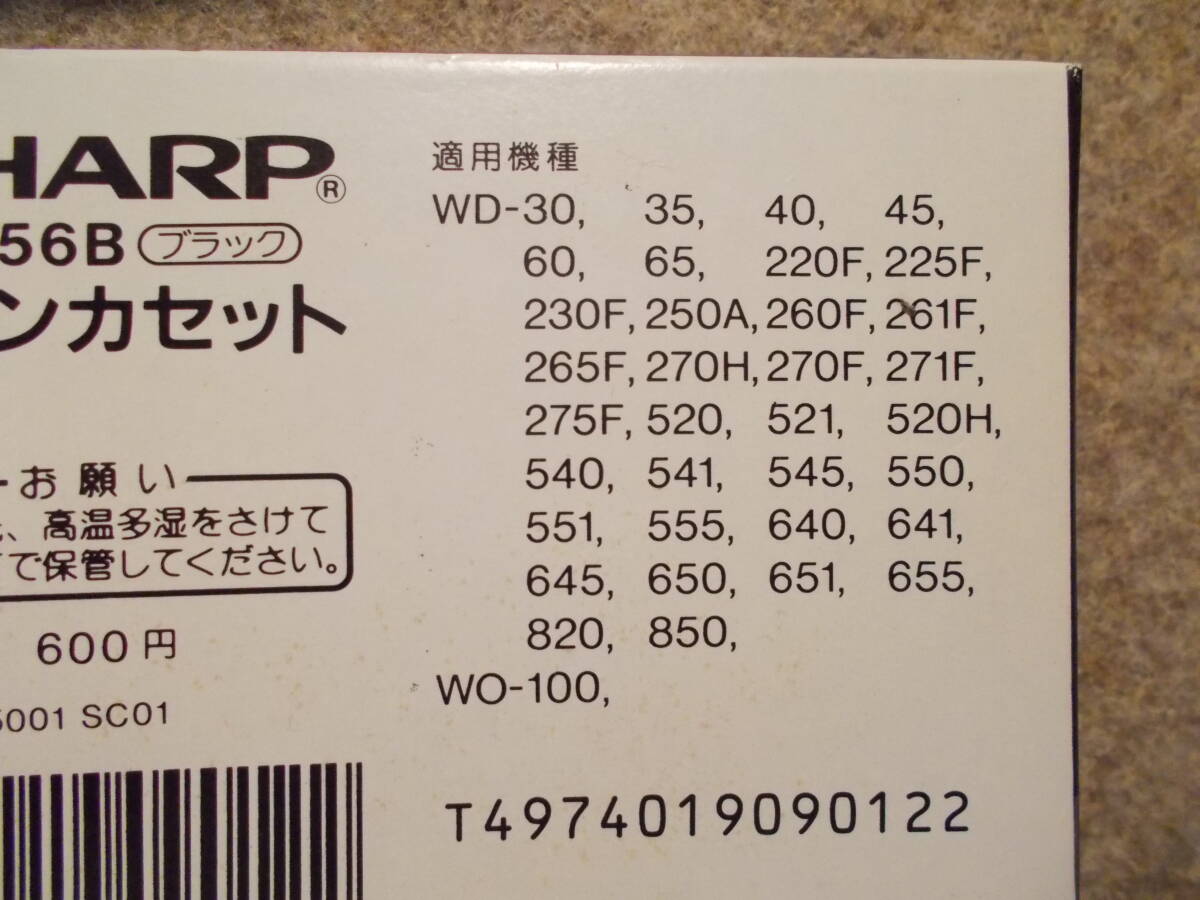 HARP®
56B ブラック
ンカセット
お願い
、高温多湿をさけて
で保管してください。
600円
5001 SC01
適用機種
WD-30, 35, 40, 45,
60, 65, 220F, 225F,
230F, 250A, 260F, 261F,
265F, 270H, 270F, 271F,
275F, 520, 521, 520H,
540, 541, 545, 550,
551, 555, 640, 641,
645, 650, 651, 655,
820, 850,
WO-100,
T4974019090122